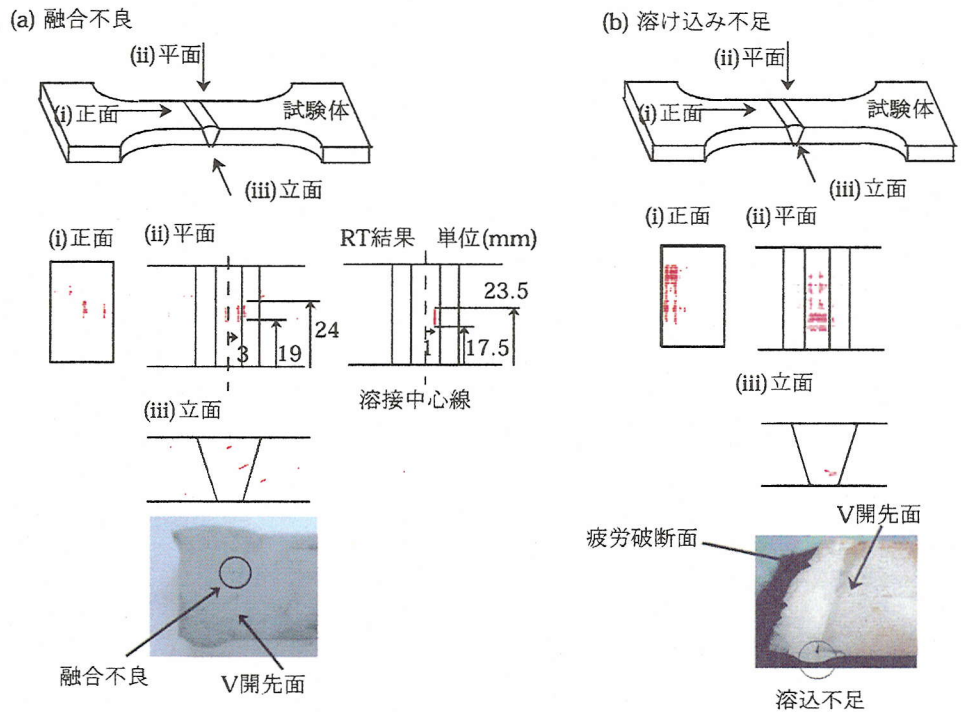 (a) 融合不良
(ii)平面
(i)正面
試験体
(iii)立面
(i)正面
(ii)平面
24
3
19
RT結果 単位(mm)
23.5
1
17.5
溶接中心線
(iii)立面
融合不良
V開先面
(b) 溶け込み不足
(ii)平面
(i)正面
試験体
(iii)立面
(i)正面
(ii)平面
(iii)立面
V開先面
疲労破断面
溶込不足